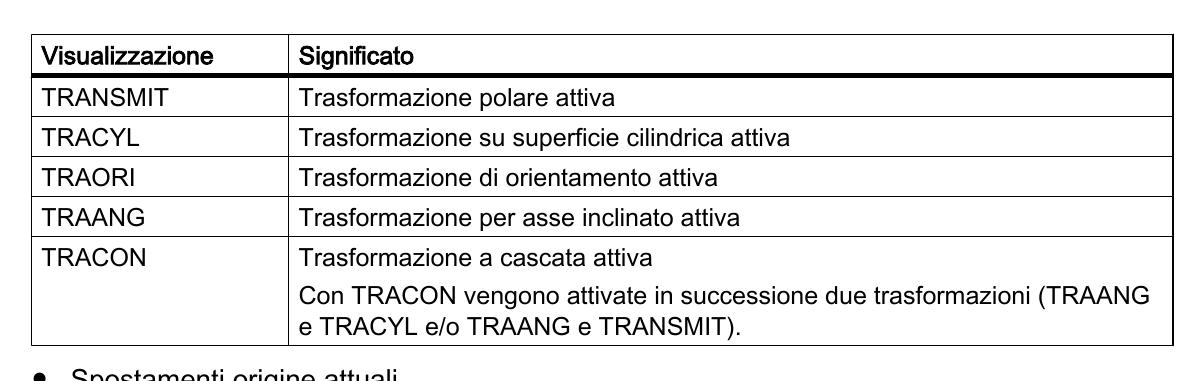 Visualizzazione Significato
TRANSMIT Trasformazione polare attiva
TRACYL Trasformazione su superficie cilindrica attiva
TRAORI Trasformazione di orientamento attiva
TRAANG Trasformazione per asse inclinato attiva
TRACON Trasformazione a cascata attiva
Con TRACON vengono attivate in successione due trasformazioni (TRAANG
e TRACYL e/o TRAANG e TRANSMIT).
● Spostamenti origine attuali